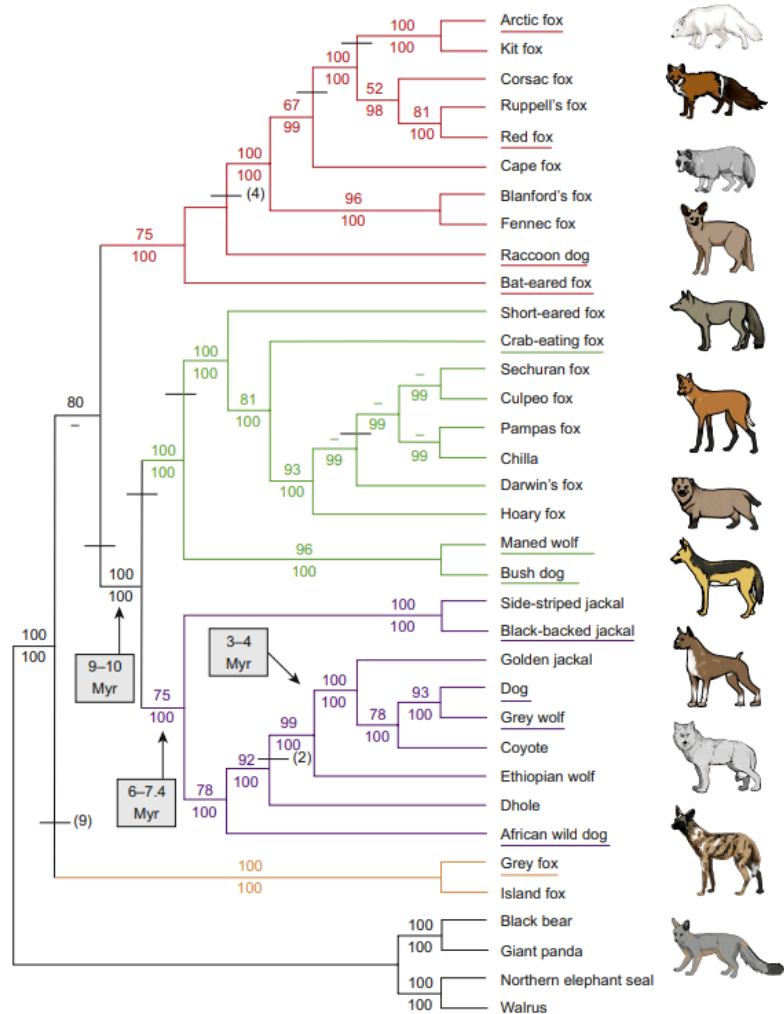 100
100
Arctic fox
Kit fox
100
100
Corsac fox
52
98
Ruppell's fox
81
100
Red fox
67
99
Cape fox
100
100
(4)
Blanford's fox
96
100
Fennec fox
75
100
Raccoon dog
Bat-eared fox
Short-eared fox
100
100
Crab-eating fox
81
100
Sechuran fox
–
99
Culpeo fox
–
99
Pampas fox
–
99
Chilla
–
99
Darwin's fox
93
100
Hoary fox
80
–
100
100
Maned wolf
96
100
Bush dog
100
100
Side-striped jackal
100
100
Black-backed jackal
100
100
9–10
Myr
3–4
Myr
Golden jackal
100
100
Dog
93
100
Grey wolf
78
100
Coyote
75
100
99
100
(2)
Ethiopian wolf
92
100
Dhole
6–7.4
Myr
78
100
African wild dog
(9)
Grey fox
100
100
Island fox
Black bear
100
100
Giant panda
Northern elephant seal
100
100
Walrus